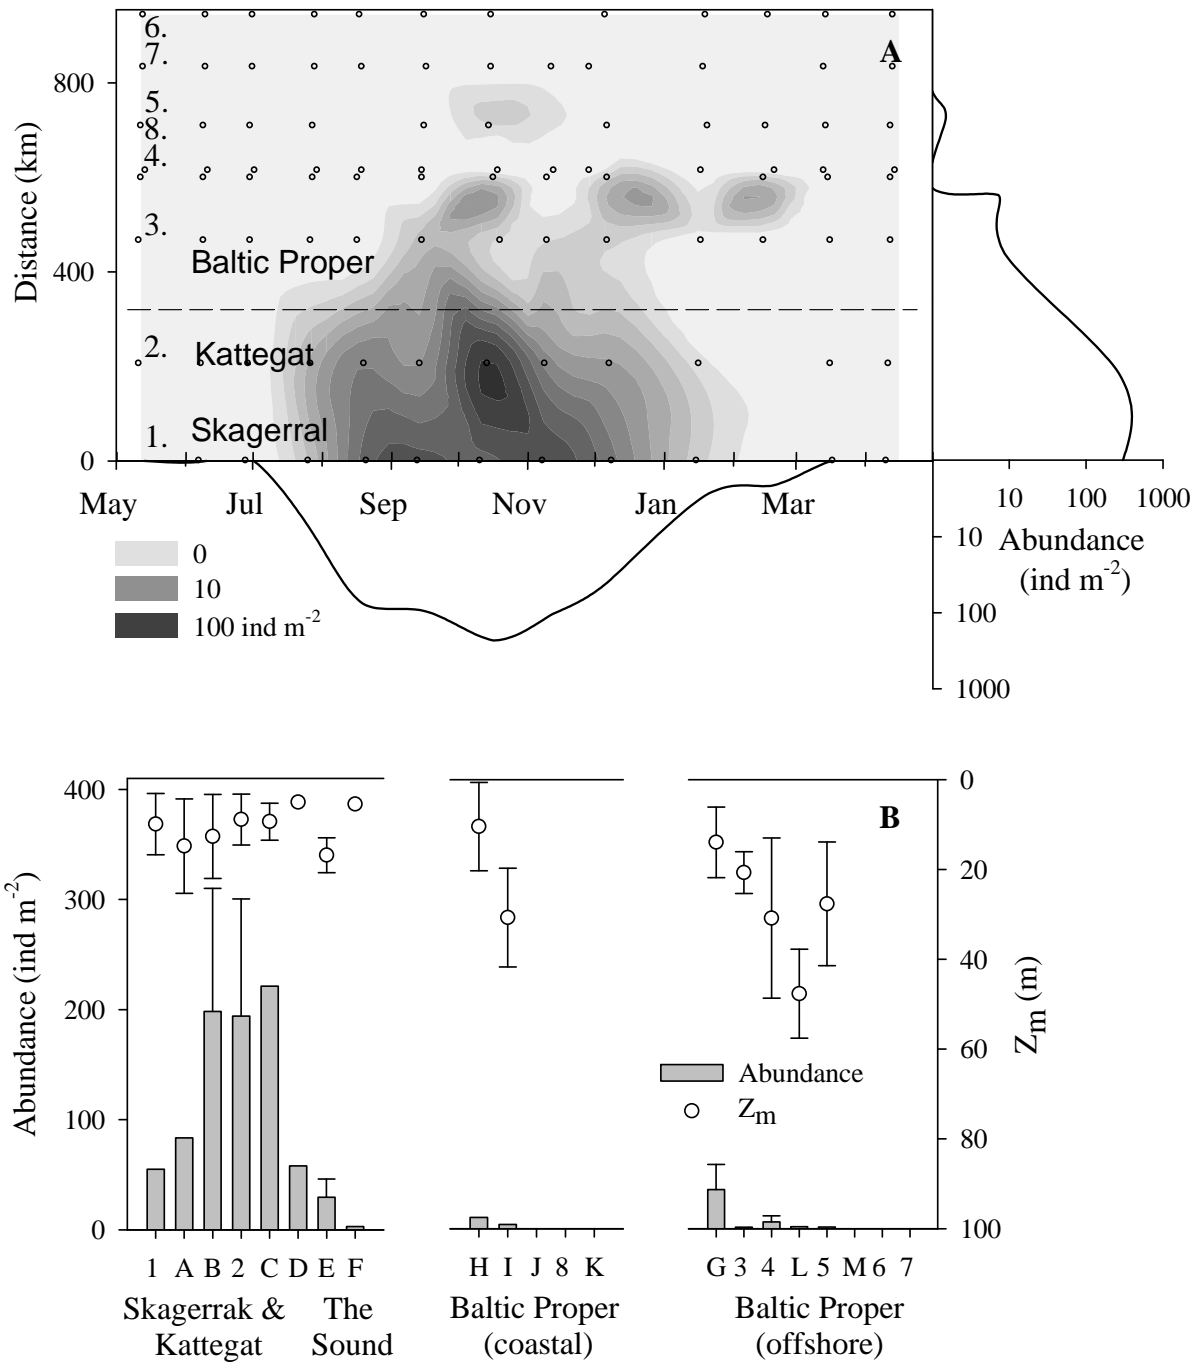 A
6.
7.
800
5.
8.
4.
3.
Distance (km)
Baltic Proper
400
2.
Kattegat
1.
Skagerral
0
May
Jul
Sep
Nov
Jan
Mar
10
100
1000
Abundance
(ind m-2)
10
100
1000
0
10
100 ind m-2
B
400
300
200
100
0
Abundance (ind m-2)
0
20
40
60
80
100
Zm (m)
Abundance
Zm
1 A B 2 C D E F
H I J 8 K
G 3 4 L 5 M 6 7
Skagerrak &
Kattegat
The
Sound
Baltic Proper
(coastal)
Baltic Proper
(offshore)